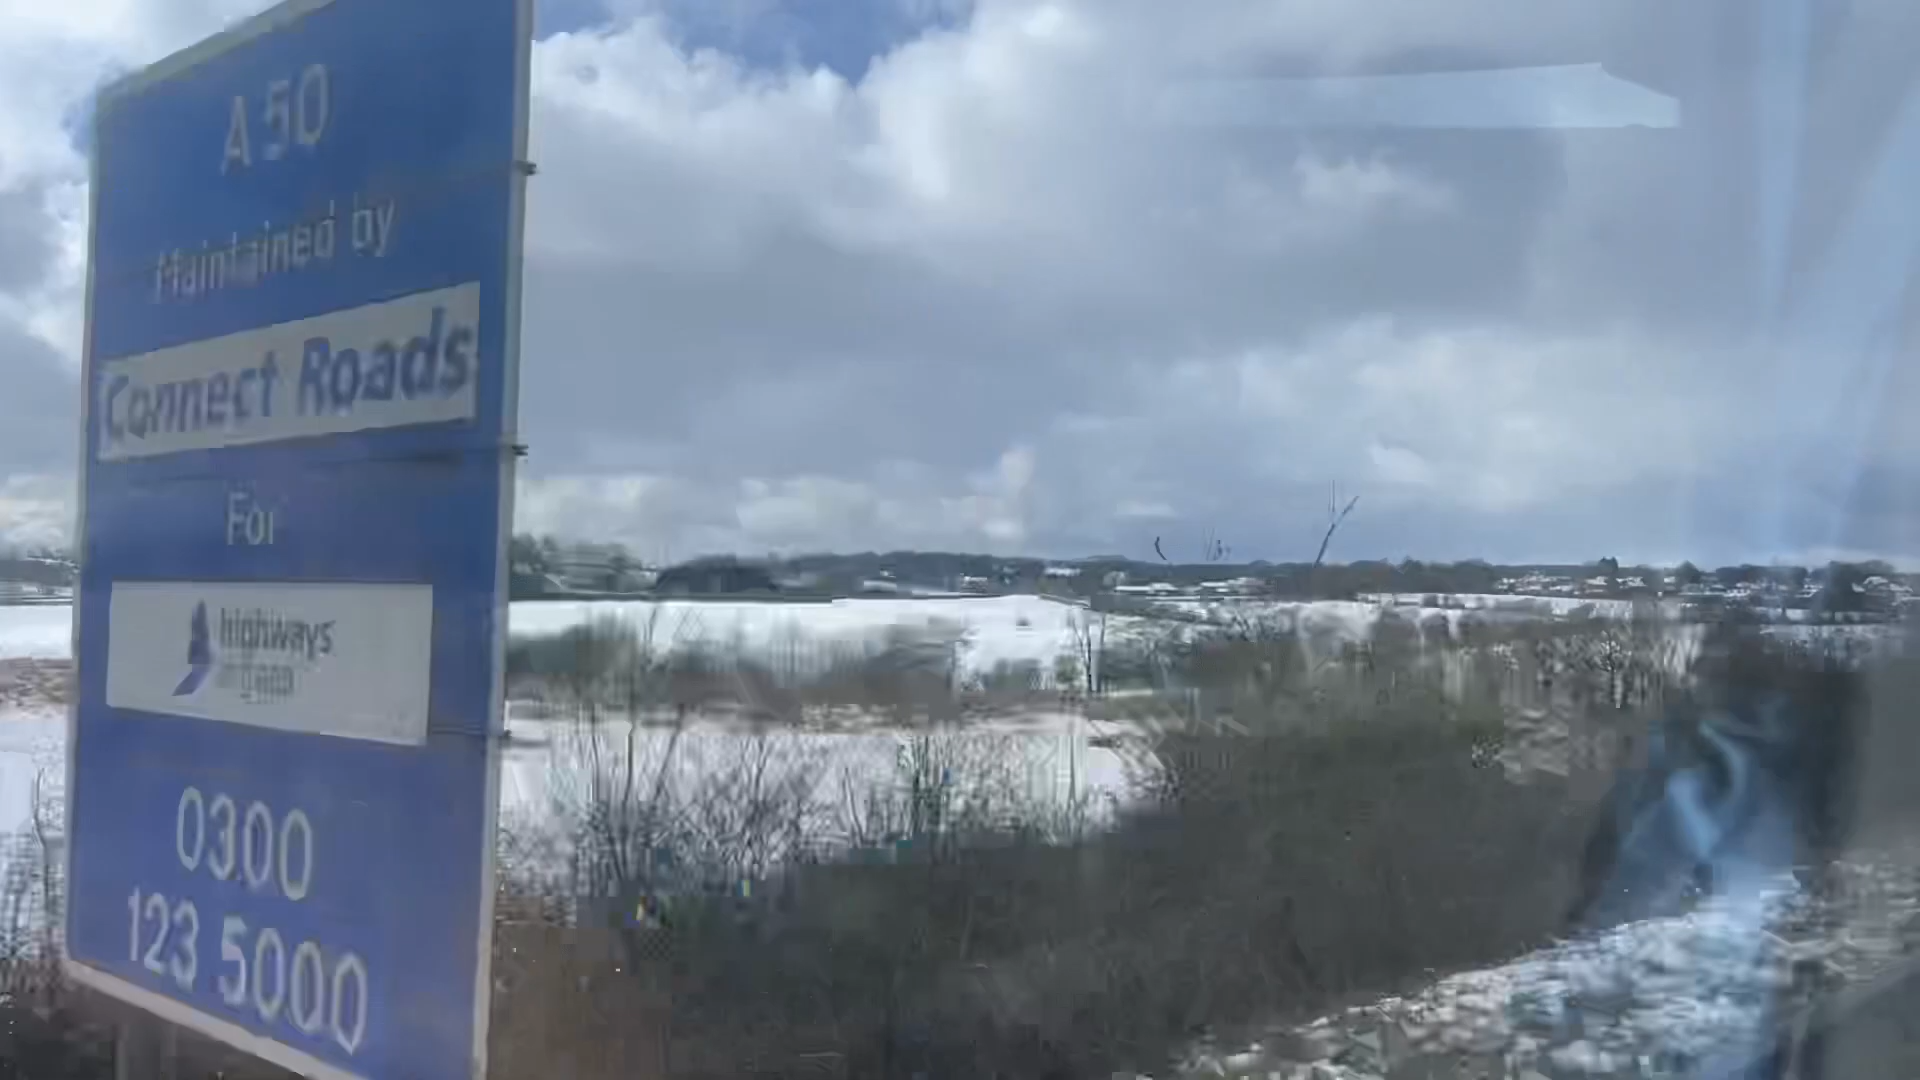 A 50
Maintained by
Connect Roads
For
highways
0300
123 5000